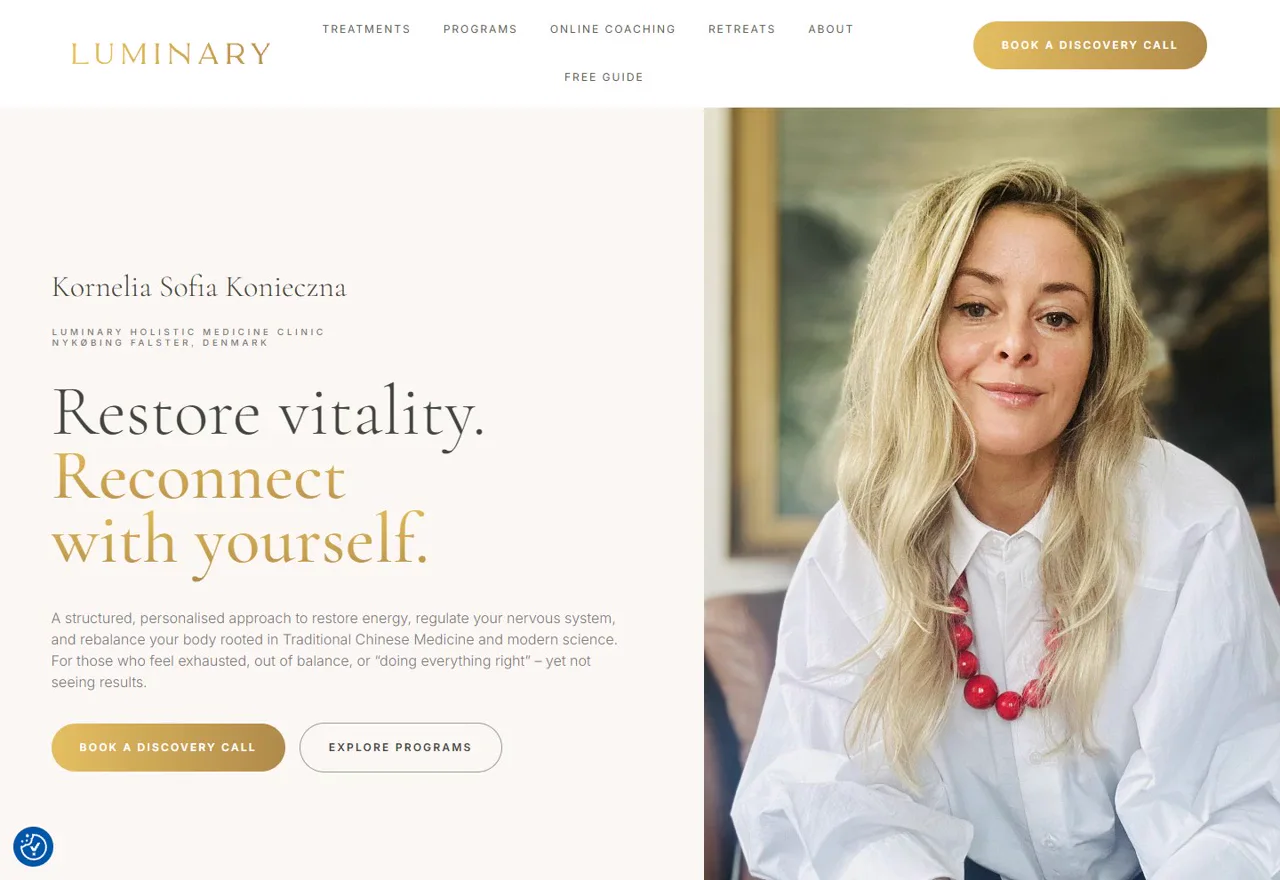 LUMINARY
TREATMENTS
PROGRAMS
ONLINE COACHING
RETREATS
ABOUT
FREE GUIDE
BOOK A DISCOVERY CALL
Kornelia Sofia Konieczna
LUMINARY HOLISTIC MEDICINE CLINIC
NYKØBING FALSTER, DENMARK
Restore vitality.
Reconnect
with yourself.
A structured, personalised approach to restore energy, regulate your nervous system,
and rebalance your body rooted in Traditional Chinese Medicine and modern science.
For those who feel exhausted, out of balance, or “doing everything right” – yet not
seeing results.
BOOK A DISCOVERY CALL
EXPLORE PROGRAMS